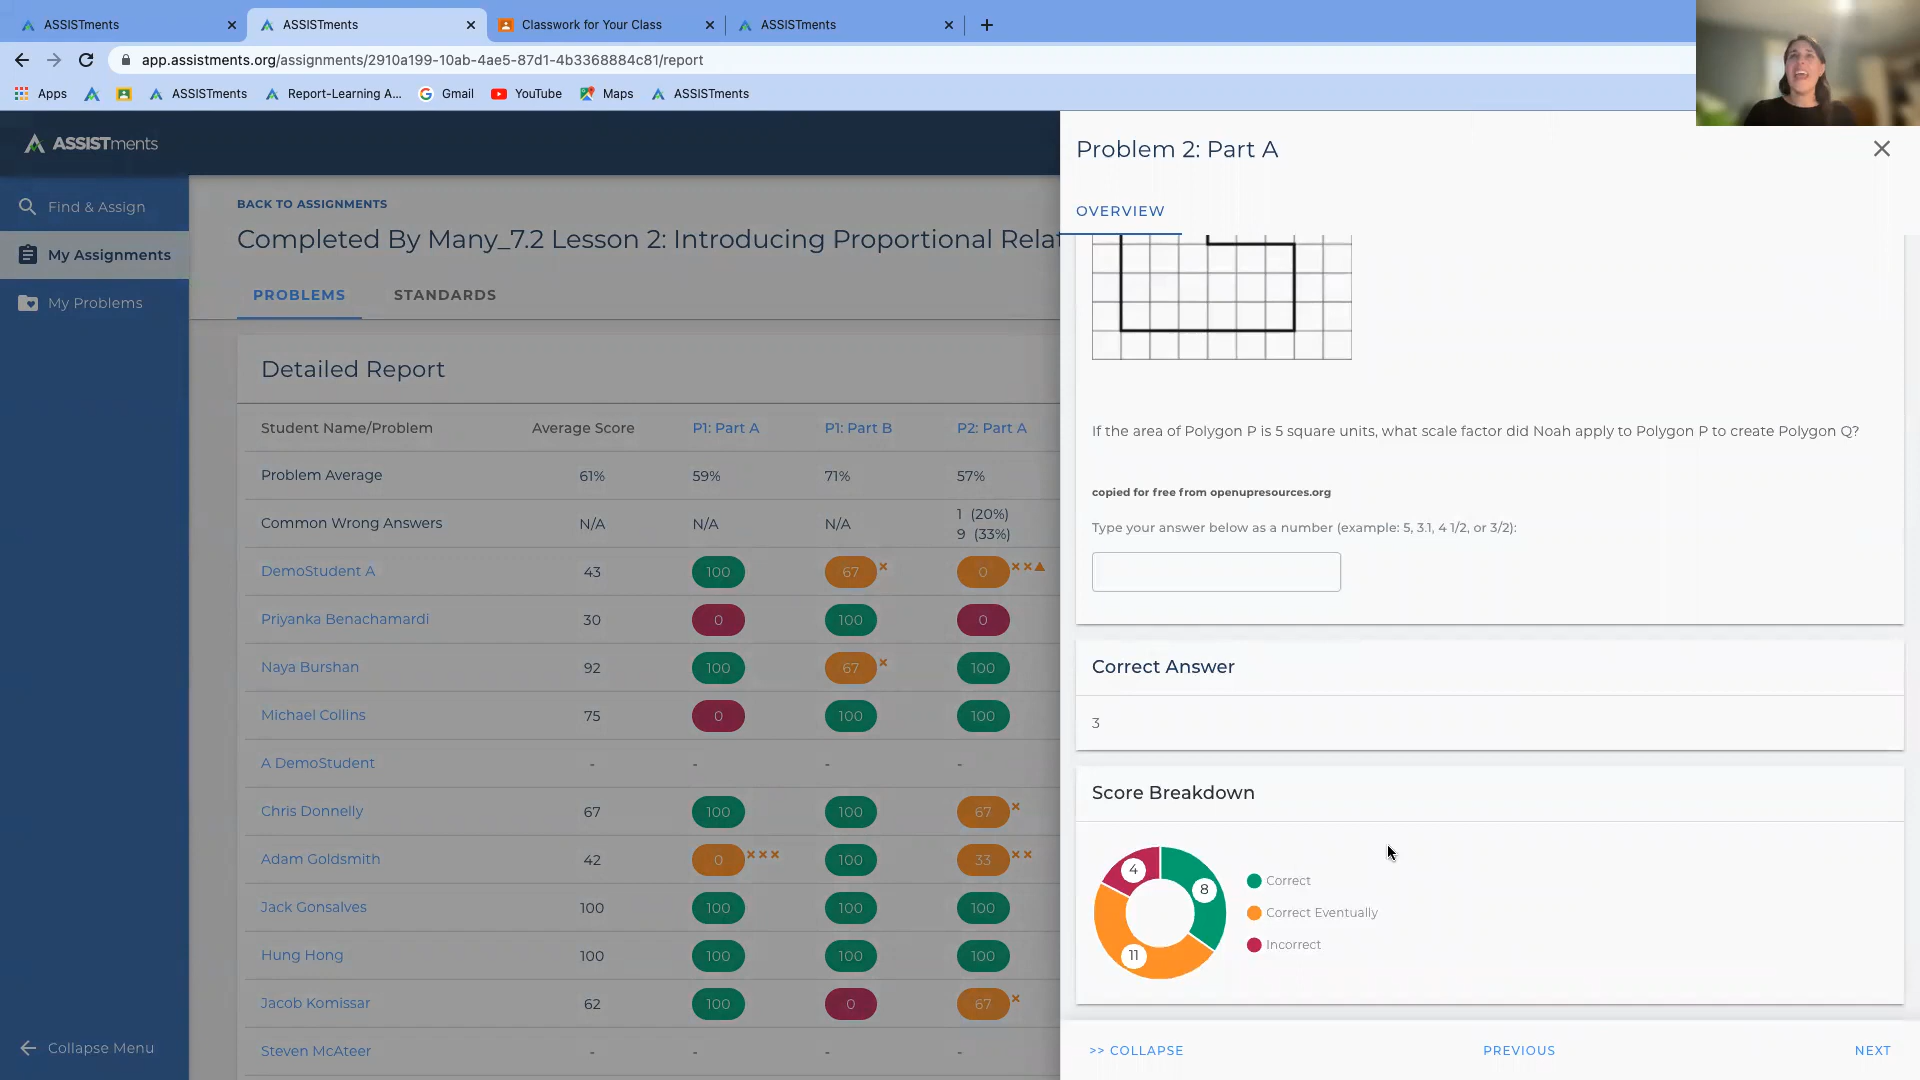 ASSISTments
ASSISTments
Classwork for Your Class
ASSISTments
app.assistments.org/assignments/2910a199-10ab-4ae5-87d1-4b3368884c81/report
Apps
ASSISTments
Report-Learning A...
Gmail
YouTube
Maps
ASSISTments
ASSISTments
Find & Assign
My Assignments
My Problems
Collapse Menu
BACK TO ASSIGNMENTS
Completed By Many_7.2 Lesson 2: Introducing Proportional Rela
PROBLEMS STANDARDS
Detailed Report
Student Name/Problem Average Score P1: Part A P1: Part B P2: Part A
Problem Average 61% 59% 71% 57%
Common Wrong Answers N/A N/A N/A 1 (20%)
9 (33%)
DemoStudent A 43 100 67 × 0 × × ▲
Priyanka Benachamardi 30 0 100 0
Naya Burshan 92 100 67 × 100
Michael Collins 75 0 100 100
A DemoStudent - - - -
Chris Donnelly 67 100 100 67 ×
Adam Goldsmith 42 0 × × × 100 33 × ×
Jack Gonsalves 100 100 100 100
Hung Hong 100 100 100 100
Jacob Komissar 62 100 0 67 ×
Steven McAteer - - - -
Problem 2: Part A
OVERVIEW
If the area of Polygon P is 5 square units, what scale factor did Noah apply to Polygon P to create Polygon Q?
copied for free from openupresources.org
Type your answer below as a number (example: 5, 3.1, 4 1/2, or 3/2):
Correct Answer
3
Score Breakdown
4
8
11
Correct
Correct Eventually
Incorrect
>> COLLAPSE PREVIOUS NEXT